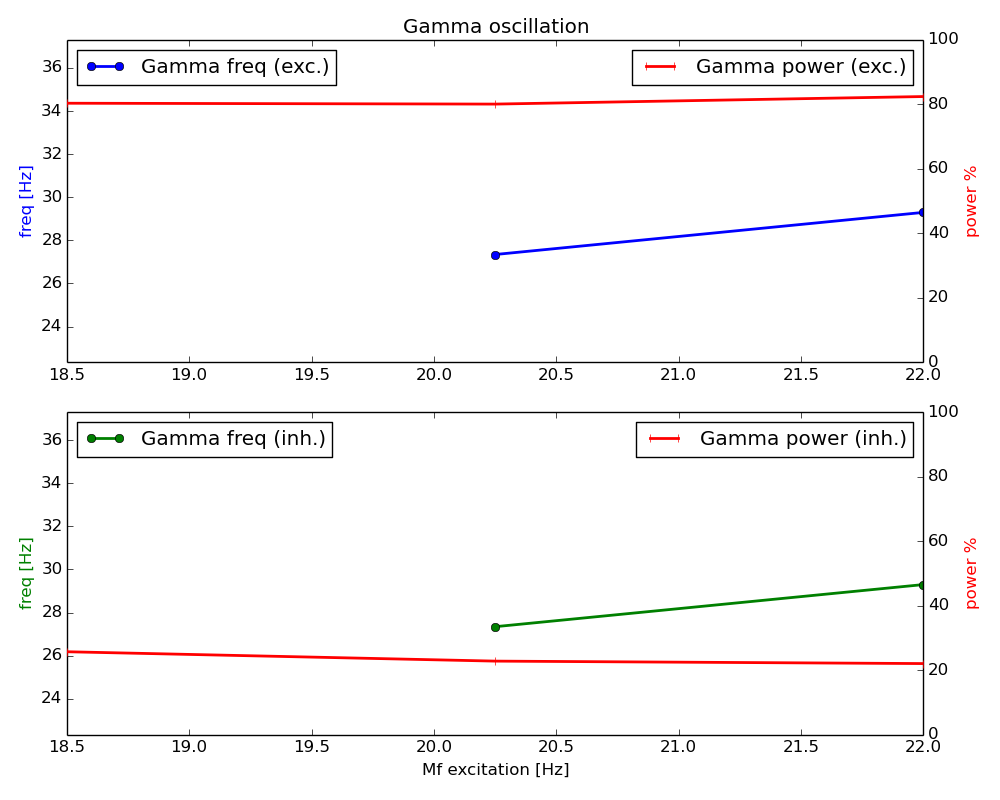 Gamma oscillation
Gamma freq (exc.)
Gamma power (exc.)
36
34
32
30
28
26
24
freq [Hz]
100
80
60
40
20
0
power %
18.5 19.0 19.5 20.0 20.5 21.0 21.5 22.0
Gamma freq (inh.)
Gamma power (inh.)
36
34
32
30
28
26
24
freq [Hz]
100
80
60
40
20
0
power %
18.5 19.0 19.5 20.0 20.5 21.0 21.5 22.0
Mf excitation [Hz]